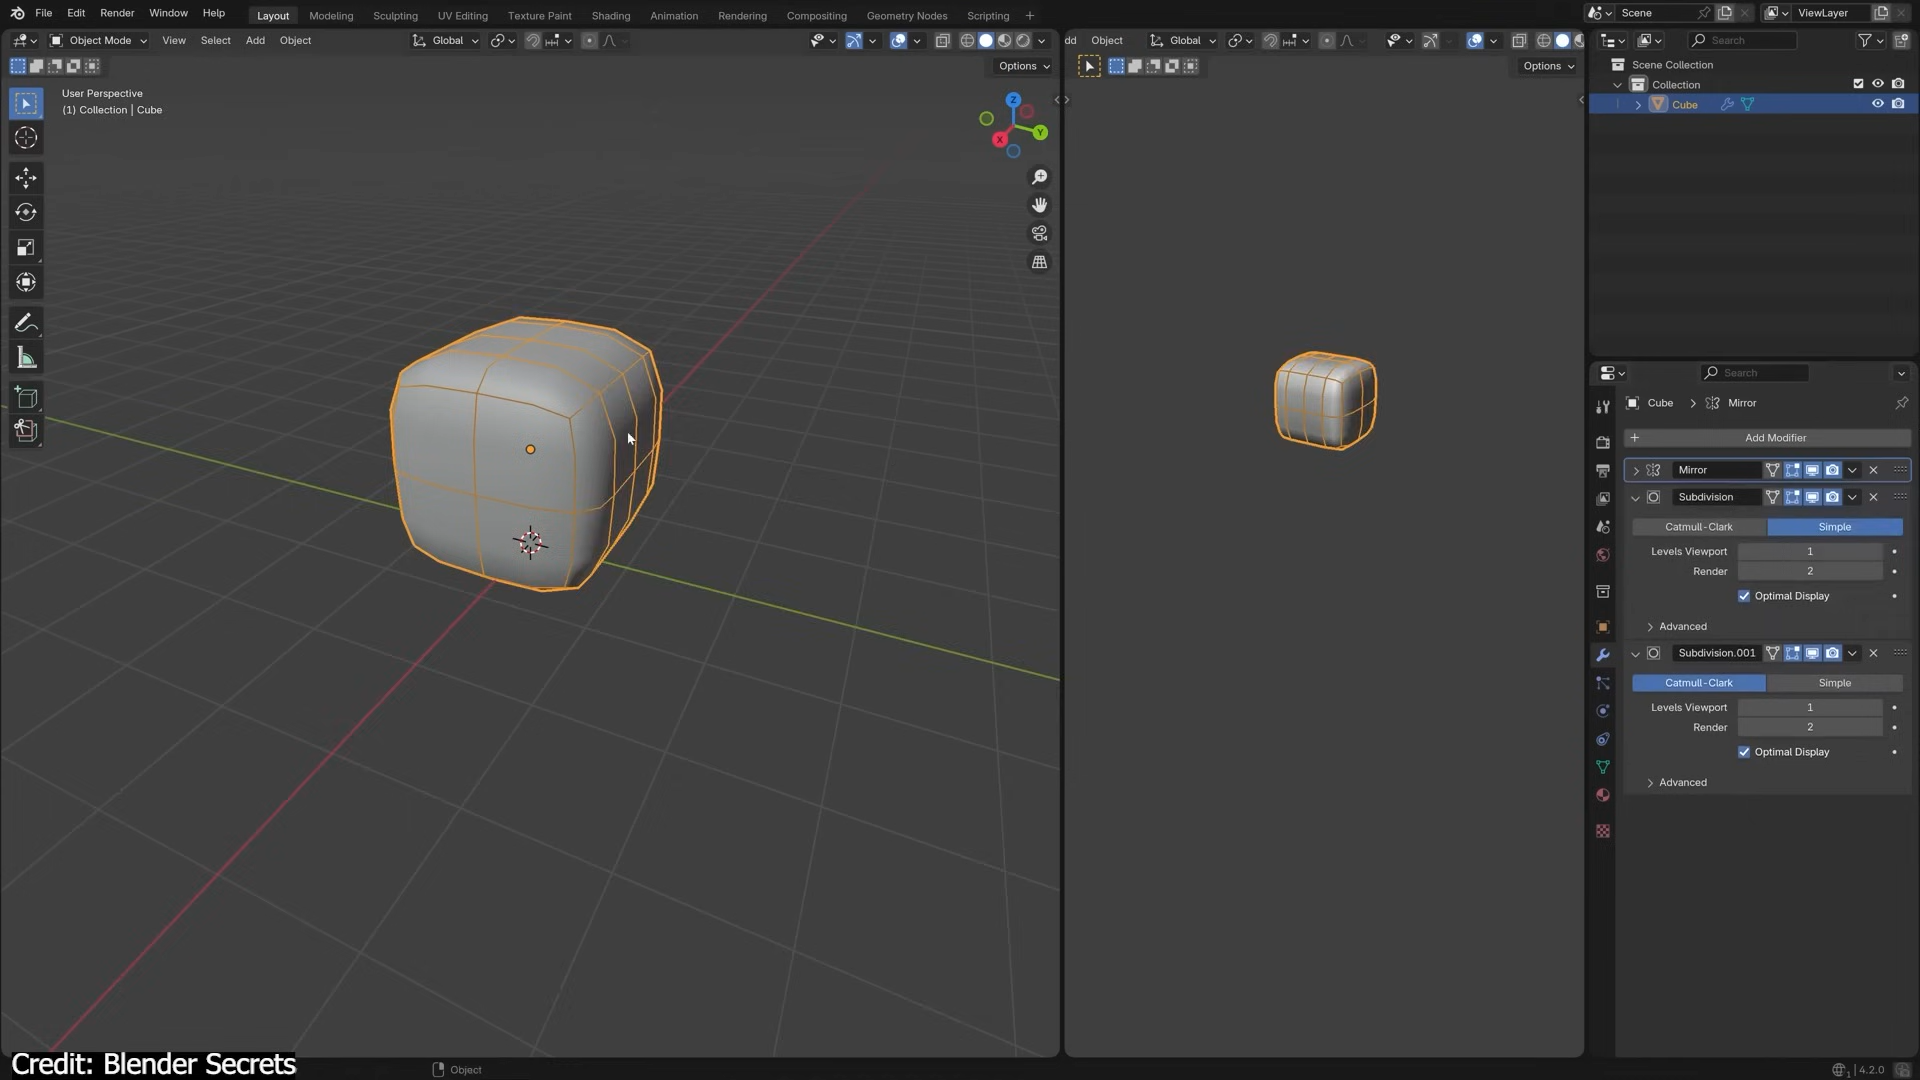 File Edit Render Window Help Layout Modeling Sculpting UV Editing Texture Paint Shading Animation Rendering Compositing Geometry Nodes Scripting + Scene ViewLayer
Object Mode View Select Add Object Global dd Object Global Search
Options Options
User Perspective
(1) Collection | Cube
Z
Y
X
Scene Collection
Collection
Cube
Search
Cube Mirror
Add Modifier
Mirror
Subdivision
Catmull-Clark Simple
Levels Viewport 1
Render 2
Optimal Display
Advanced
Subdivision.001
Catmull-Clark Simple
Levels Viewport 1
Render 2
Optimal Display
Advanced
Credit: Blender Secrets
Object
4.2.0